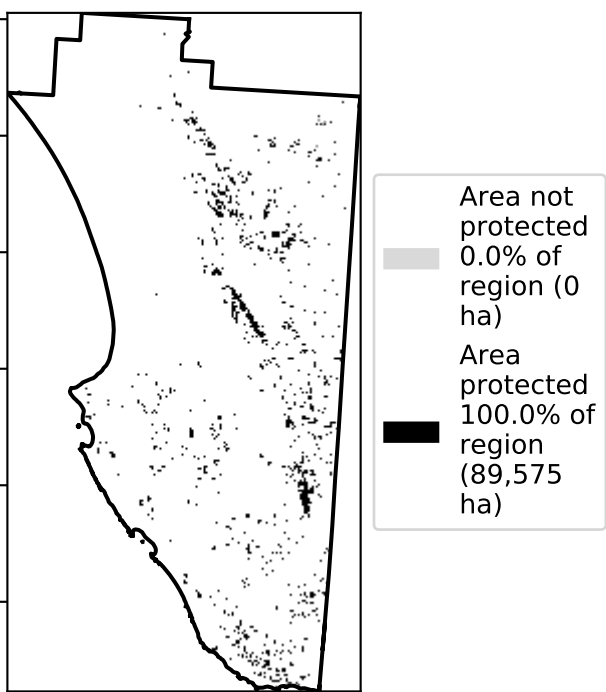 Area not
protected
0.0% of
region (0
ha)
Area
protected
100.0% of
region
(89,575
ha)